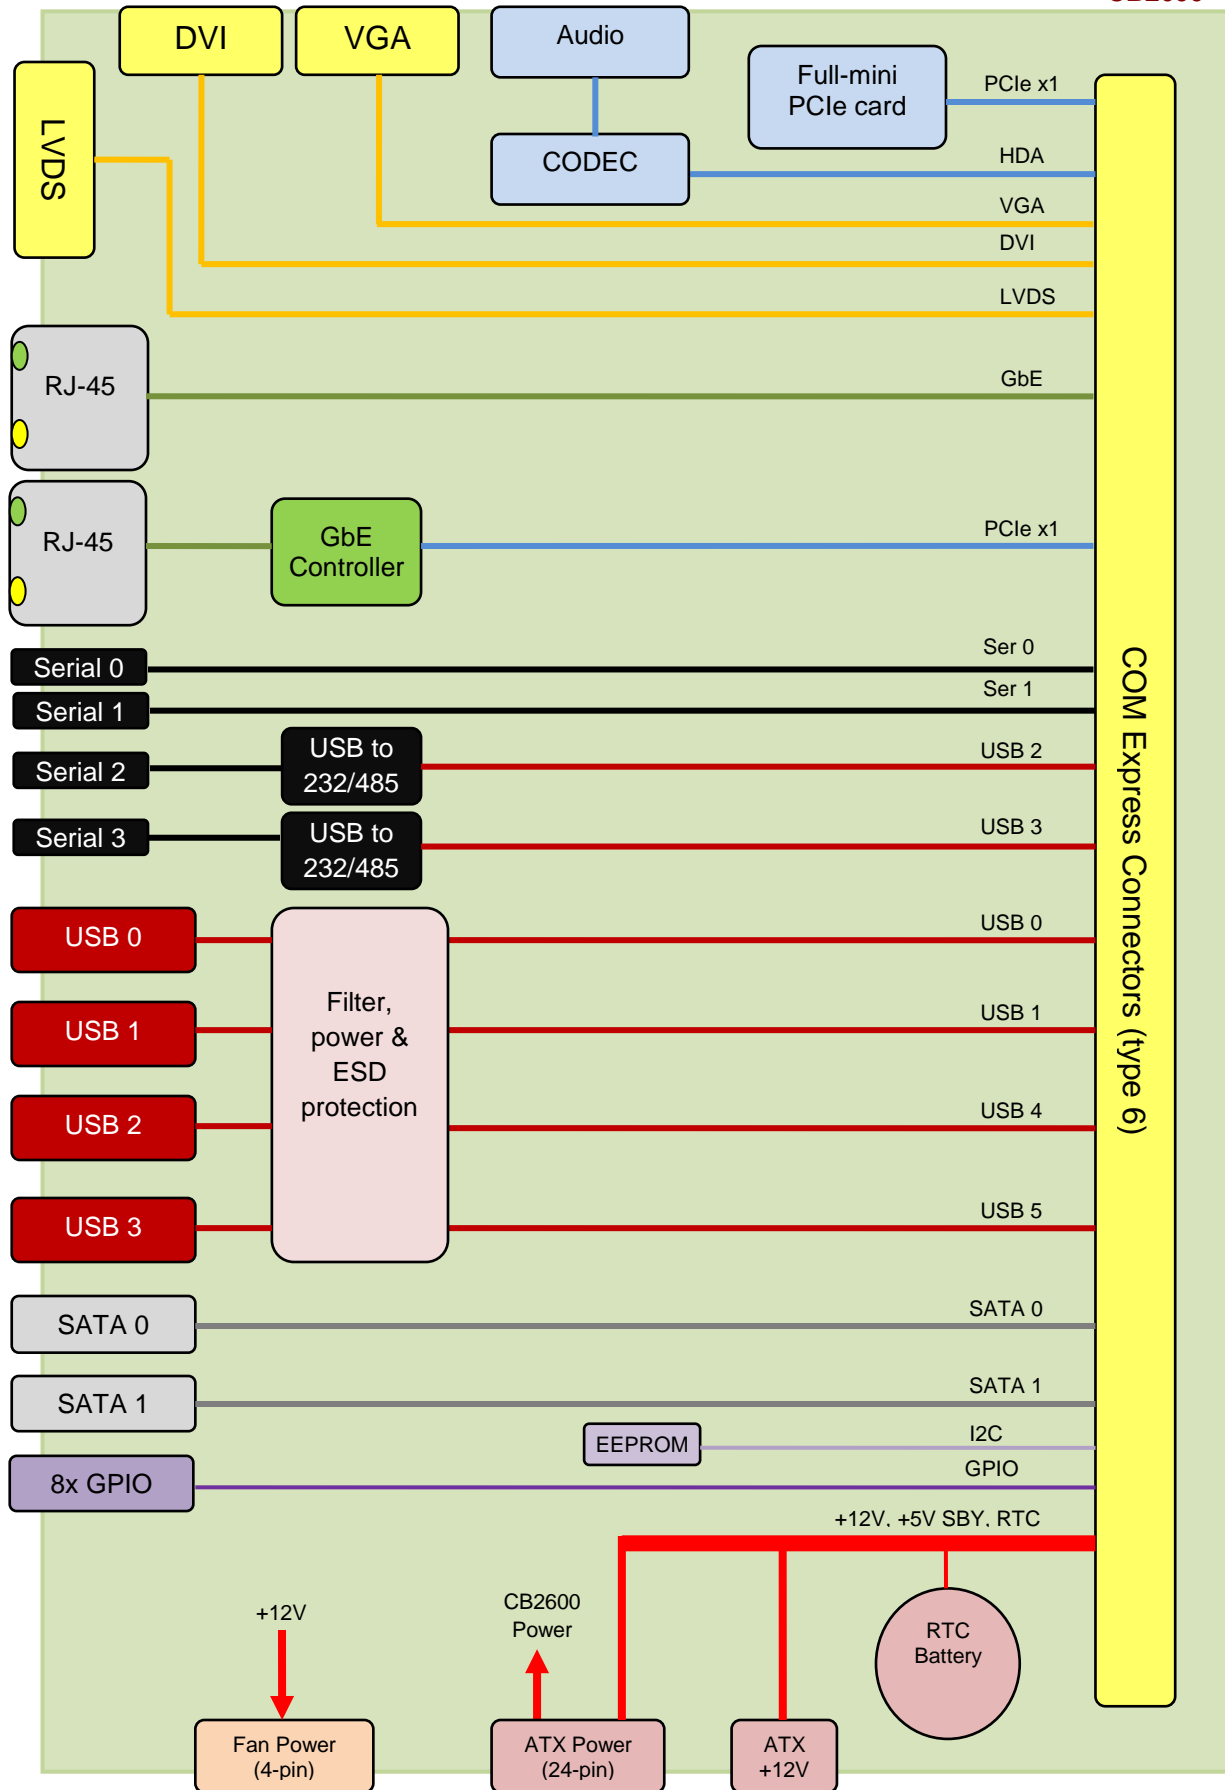 DVI
VGA
Audio
Full-mini
PCIe card
PCIe x1
LVDS
CODEC
HDA
VGA
DVI
LVDS
RJ-45
GbE
RJ-45
GbE
Controller
PCIe x1
Serial 0
Ser 0
Serial 1
Ser 1
Serial 2
USB to
232/485
USB 2
Serial 3
USB to
232/485
USB 3
COM Express Connectors (type 6)
USB 0
USB 0
Filter,
power &
ESD
protection
USB 1
USB 1
USB 2
USB 4
USB 3
USB 5
SATA 0
SATA 0
SATA 1
SATA 1
EEPROM
I2C
8x GPIO
GPIO
+12V, +5V SBY, RTC
+12V
CB2600
Power
RTC
Battery
Fan Power
(4-pin)
ATX Power
(24-pin)
ATX
+12V